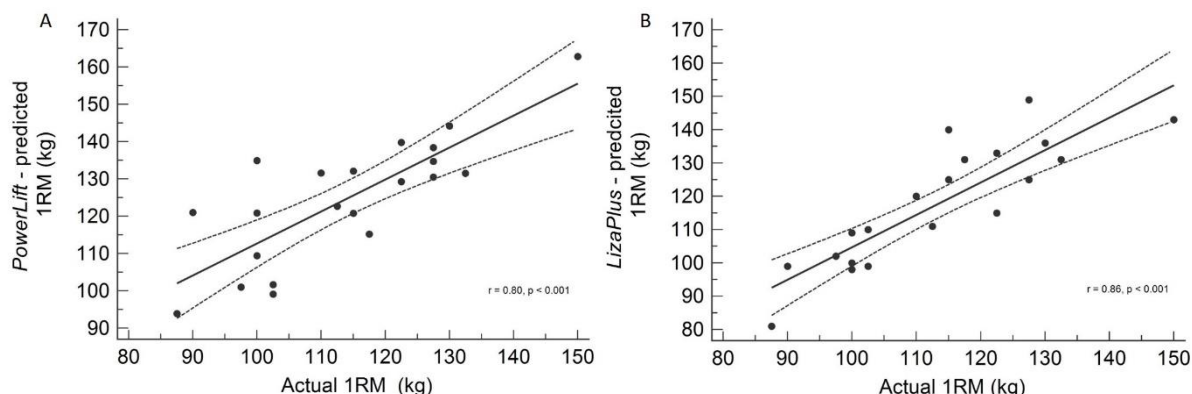 A
PowerLift - predicted
1RM (kg)
170
160
150
140
130
120
110
100
90
80 90 100 110 120 130 140 150
Actual 1RM (kg)
r = 0.80, p < 0.001
B
LizaPlus - predcited
1RM (kg)
170
160
150
140
130
120
110
100
90
80
80 90 100 110 120 130 140 150
Actual 1RM (kg)
r = 0.86, p < 0.001